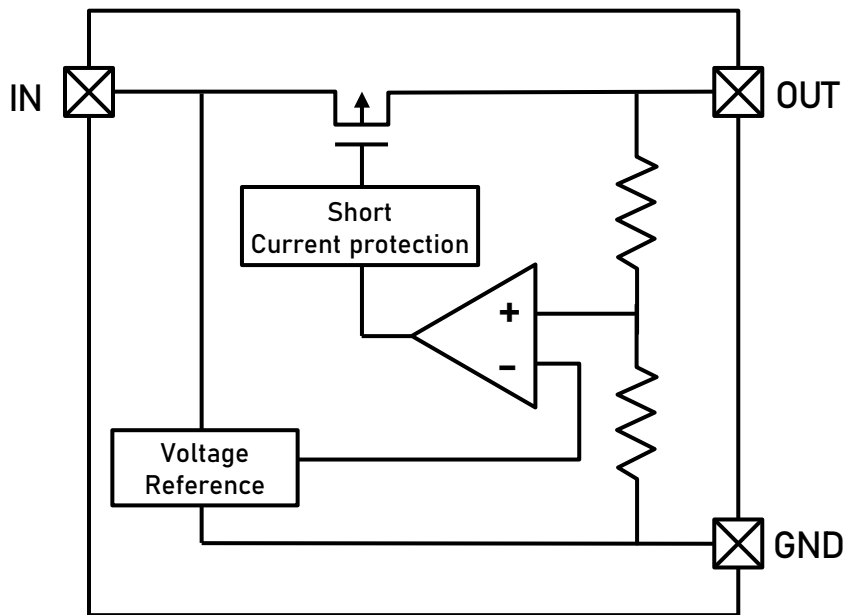 IN
OUT
Short
Current protection
+
-
Voltage
Reference
GND